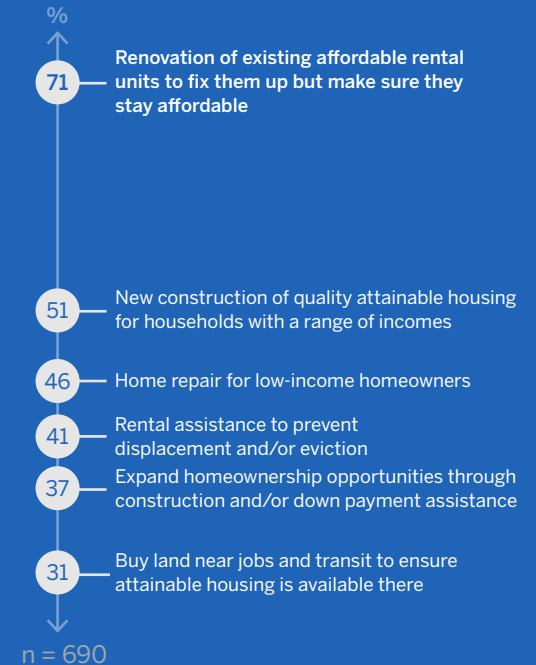 %
71
Renovation of existing affordable rental
units to fix them up but make sure they
stay affordable
51
New construction of quality attainable housing
for households with a range of incomes
46
Home repair for low-income homeowners
41
Rental assistance to prevent
displacement and/or eviction
37
Expand homeownership opportunities through
construction and/or down payment assistance
31
Buy land near jobs and transit to ensure
attainable housing is available there
n = 690